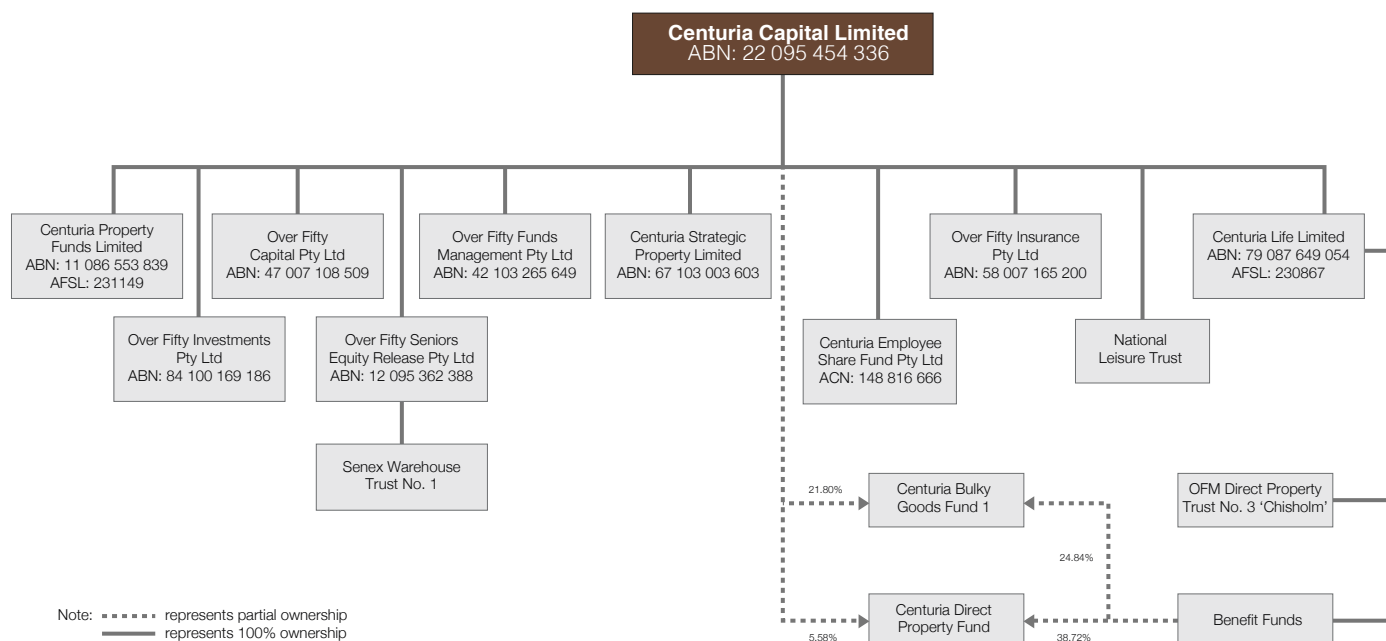 Centuria Capital Limited
ABN: 22 095 454 336
Centuria Property
Funds Limited
ABN: 11 086 553 839
AFSL: 231149
Over Fifty
Capital Pty Ltd
ABN: 47 007 108 509
Over Fifty Funds
Management Pty Ltd
ABN: 42 103 265 649
Centuria Strategic
Property Limited
ABN: 67 103 003 603
Over Fifty Insurance
Pty Ltd
ABN: 58 007 165 200
Centuria Life Limited
ABN: 79 087 649 054
AFSL: 230867
Over Fifty Investments
Pty Ltd
ABN: 84 100 169 186
Over Fifty Seniors
Equity Release Pty Ltd
ABN: 12 095 362 388
Centuria Employee
Share Fund Pty Ltd
ACN: 148 816 666
National
Leisure Trust
Senex Warehouse
Trust No. 1
21.80%
Centuria Bulky
Goods Fund 1
OFM Direct Property
Trust No. 3 'Chisholm'
24.84%
Note: represents partial ownership
represents 100% ownership
5.58%
Centuria Direct
Property Fund
38.72%
Benefit Funds